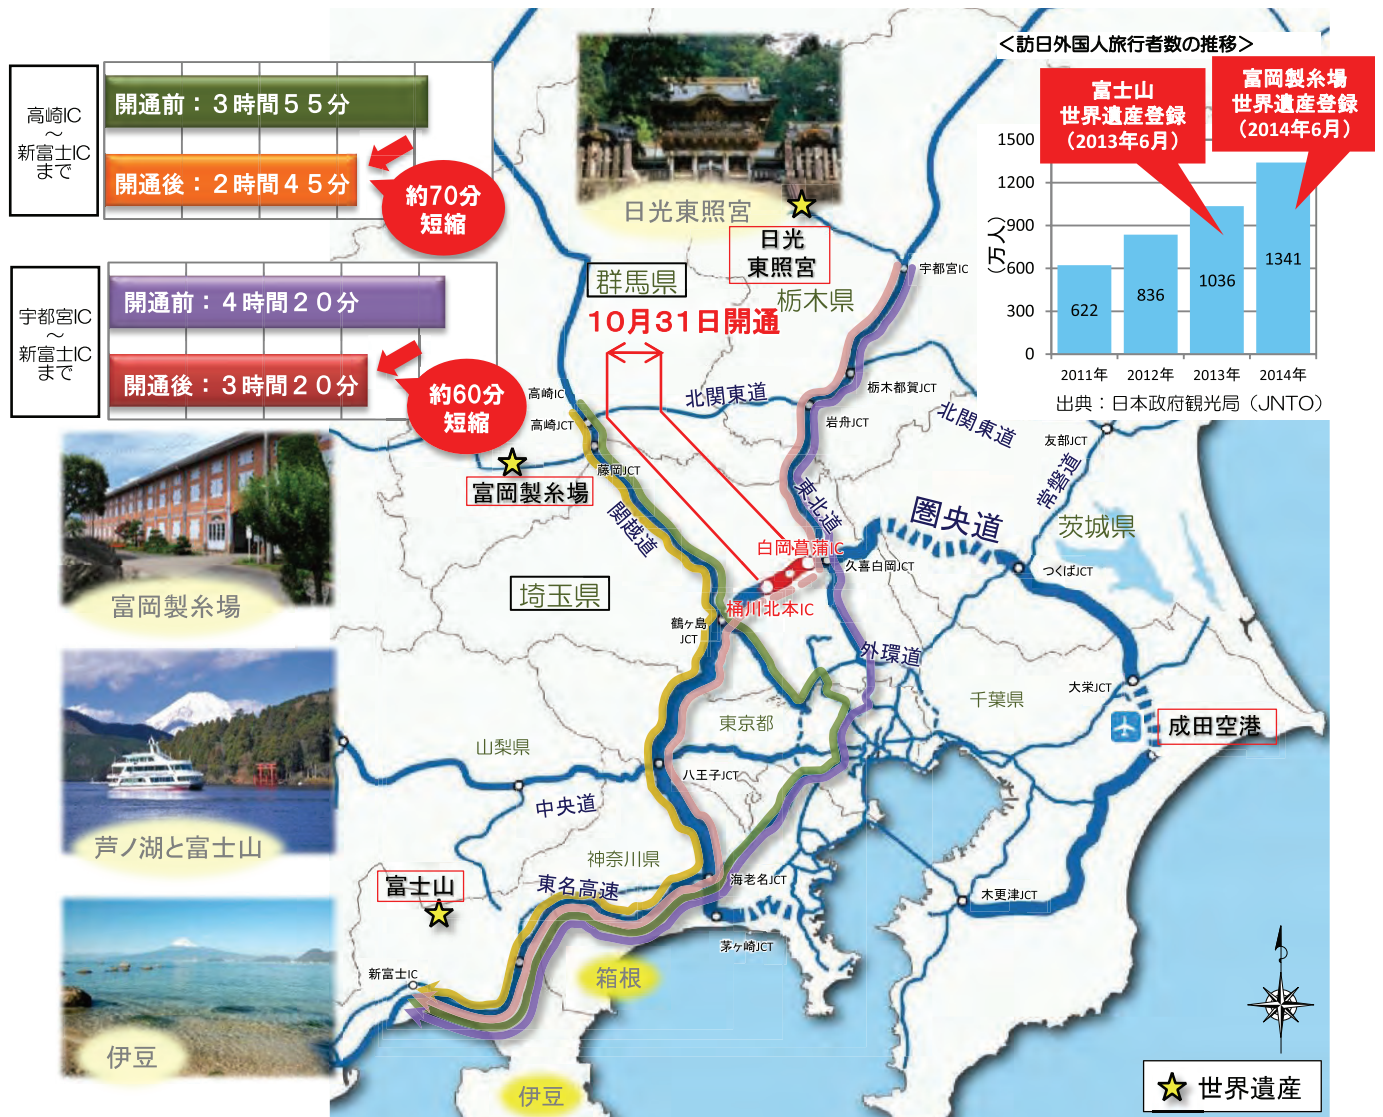 高崎IC
～
新富士IC
まで
開通前：３時間５５分
開通後：２時間４５分
約70分
短縮
宇都宮IC
～
新富士IC
まで
開通前：４時間２０分
開通後：３時間２０分
約60分
短縮
日光東照宮
日光
東照宮
＜訪日外国人旅行者数の推移＞
富士山
世界遺産登録
（2013年6月）
富岡製糸場
世界遺産登録
（2014年6月）
（万人）
1500
1200
900
600
300
0
622
836
1036
1341
2011年
2012年
2013年
2014年
出典：日本政府観光局（JNTO）
群馬県
栃木県
宇都宮IC
10月31日開通
高崎IC
北関東道
栃木都賀JCT
高崎JCT
岩舟JCT
北関東道
友部JCT
藤岡JCT
富岡製糸場
関越道
東北道
圏央道
常磐道
茨城県
白岡菖蒲IC
久喜白岡JCT
つくばJCT
富岡製糸場
埼玉県
桶川北本IC
鶴ヶ島
JCT
外環道
千葉県
大栄JCT
成田空港
東京都
山梨県
八王子JCT
中央道
芦ノ湖と富士山
神奈川県
富士山
東名高速
海老名JCT
木更津JCT
茅ヶ崎JCT
新富士IC
箱根
伊豆
伊豆
世界遺産